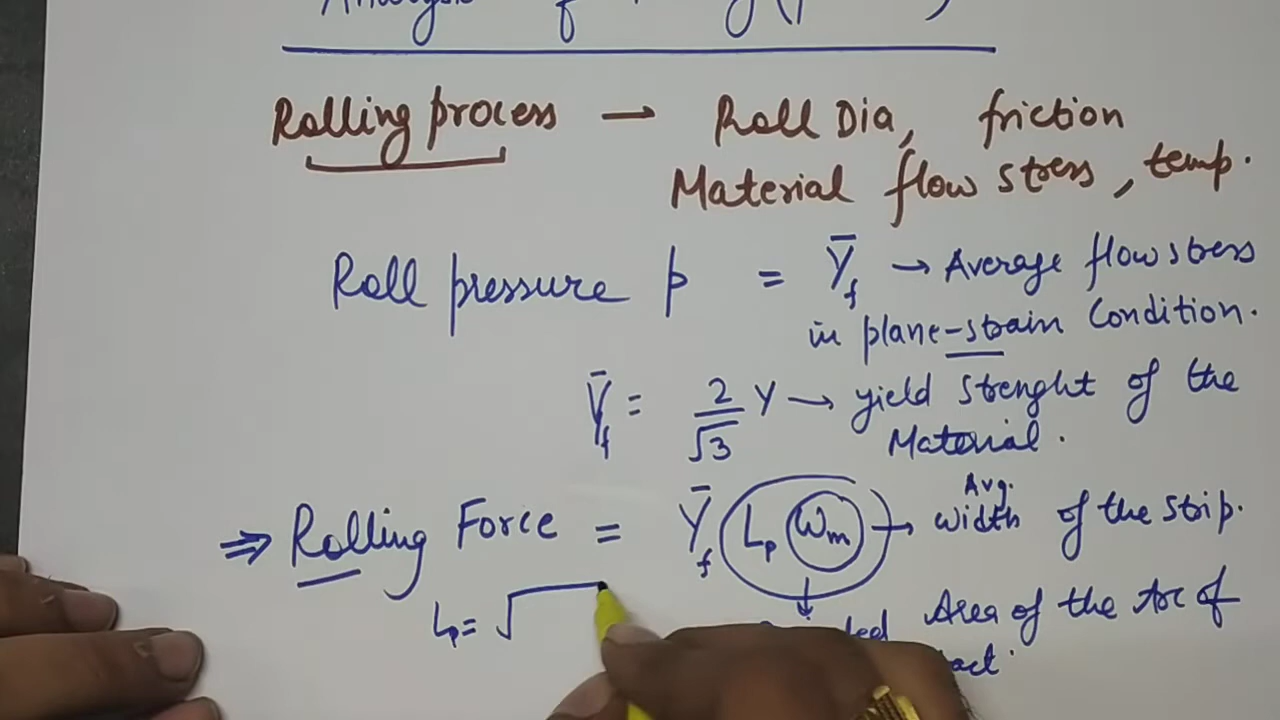 Analysis of
Rolling process → Roll Dia, friction
Material flow stress, temp.
Roll pressure p = Ȳf → Average flow stress
in plane-strain Condition.
Ȳf = 2/√3 Y → yield Strenght of the
Material.
⇒ Rolling Force = Ȳf Lp Wm → Avg. width of the strip.
Area of the Arc of
Lp = √